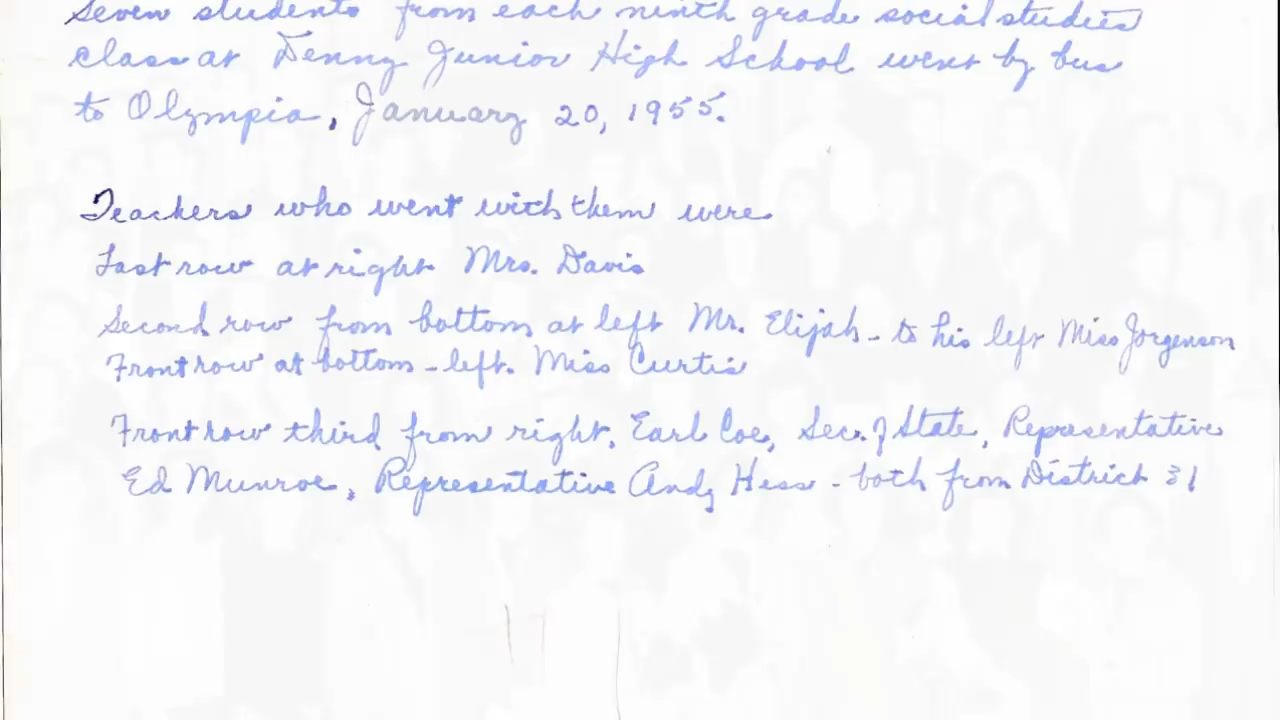 Seven students from each ninth grade social studies
class at Denny Junior High School went by bus
to Olympia, January 20, 1955.
Teachers who went with them were
Last row at right Mrs. Davis
Second row from bottom at left Mr. Elijah - to his left Miss Jorgenson
Front row at bottom - left. Miss Curtis
Front row third from right, Earl Coe, Sec. of State, Representative
Ed Munroe, Representative Andy Hess - both from District 31